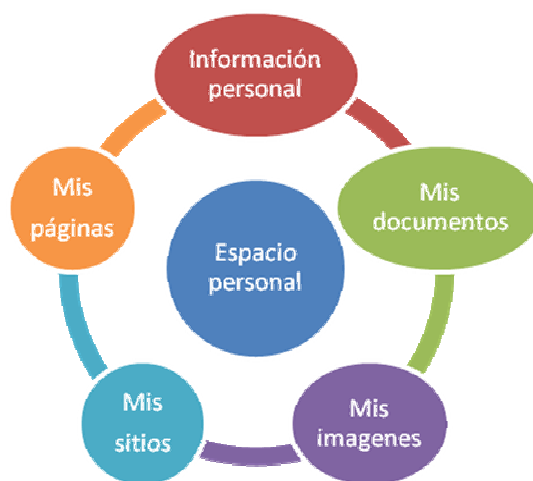 Información
personal
Mis
documentos
Mis
imagenes
Mis
sitios
Mis
páginas
Espacio
personal